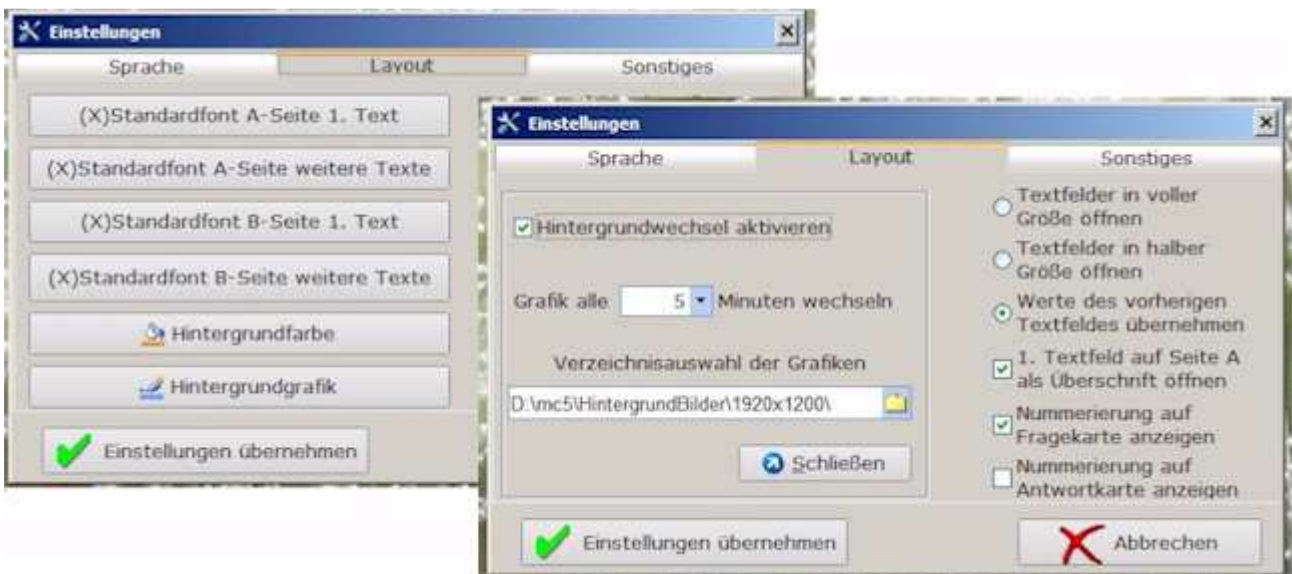 Einstellungen
Sprache Layout Sonstiges
(X)Standardfont A-Seite 1. Text
(X)Standardfont A-Seite weitere Texte
(X)Standardfont B-Seite 1. Text
(X)Standardfont B-Seite weitere Texte
Hintergrundfarbe
Hintergrundgrafik
Einstellungen übernehmen
Einstellungen
Sprache Layout Sonstiges
Hintergrundwechsel aktivieren
Grafik alle 5 Minuten wechseln
Verzeichnisauswahl der Grafiken
D:\mc5\HintergrundBilder\1920x1200\
Schließen
Textfelder in voller
Größe öffnen
Textfelder in halber
Größe öffnen
Werte des vorherigen
Textfeldes übernehmen
1. Textfeld auf Seite A
als Überschrift öffnen
Nummerierung auf
Fragekarte anzeigen
Nummerierung auf
Antwortkarte anzeigen
Einstellungen übernehmen
Abbrechen